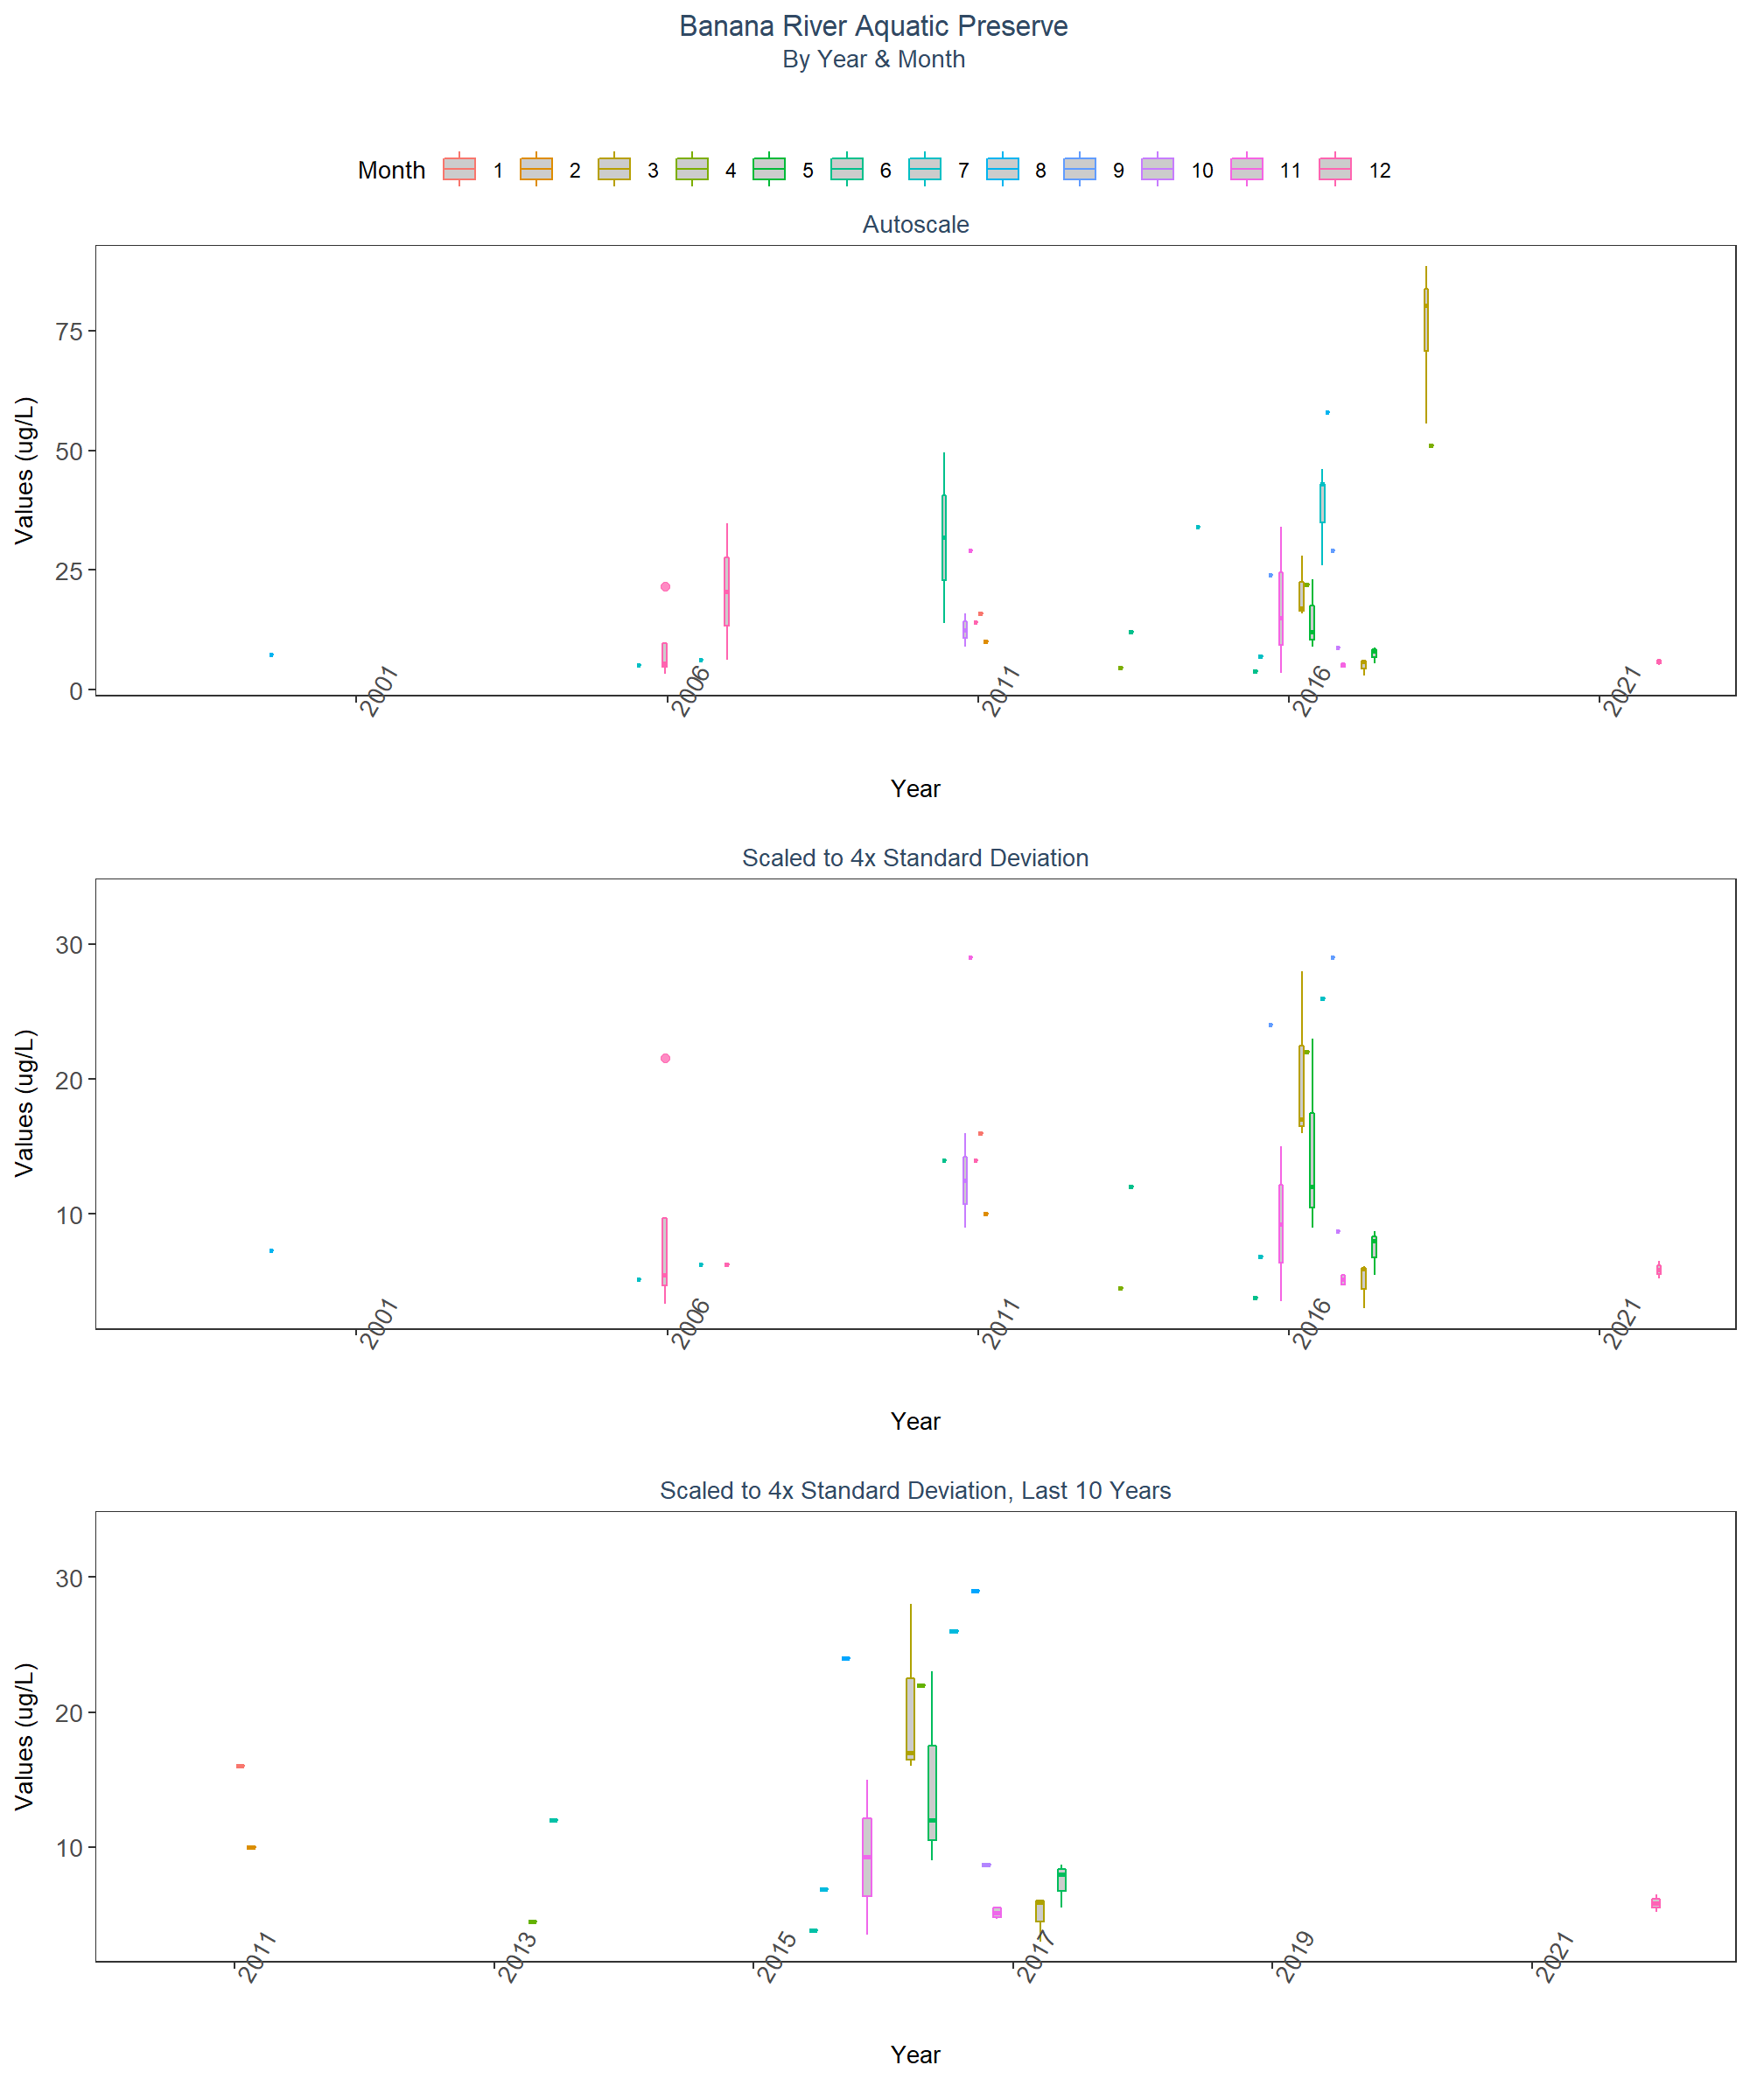 Banana River Aquatic Preserve
By Year & Month
Month 1 2 3 4 5 6 7 8 9 10 11 12
Autoscale
Values (ug/L)
75
50
25
0
2001 2006 2011 2016 2021
Year
Scaled to 4x Standard Deviation
Values (ug/L)
30
20
10
2001 2006 2011 2016 2021
Year
Scaled to 4x Standard Deviation, Last 10 Years
Values (ug/L)
30
20
10
2011 2013 2015 2017 2019 2021
Year